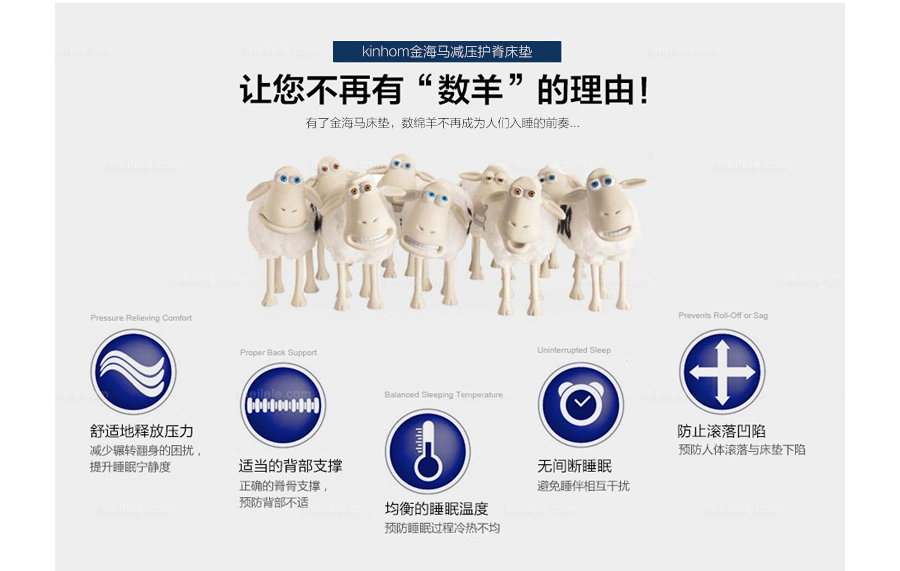 kinhom金海马减压护脊床垫
让您不再有“数羊”的理由！
有了金海马床垫，数绵羊不再成为人们入睡的前奏...
Pressure Relieving Comfort
舒适地释放压力
减少辗转翻身的困扰，
提升睡眠宁静度
Proper Back Support
适当的背部支撑
正确的脊骨支撑，
预防背部不适
Balanced Sleeping Temperature
均衡的睡眠温度
预防睡眠过程冷热不均
Uninterrupted Sleep
无间断睡眠
避免睡伴相互干扰
Prevents Roll-Off or Sag
防止滚落凹陷
预防人体滚落与床垫下陷